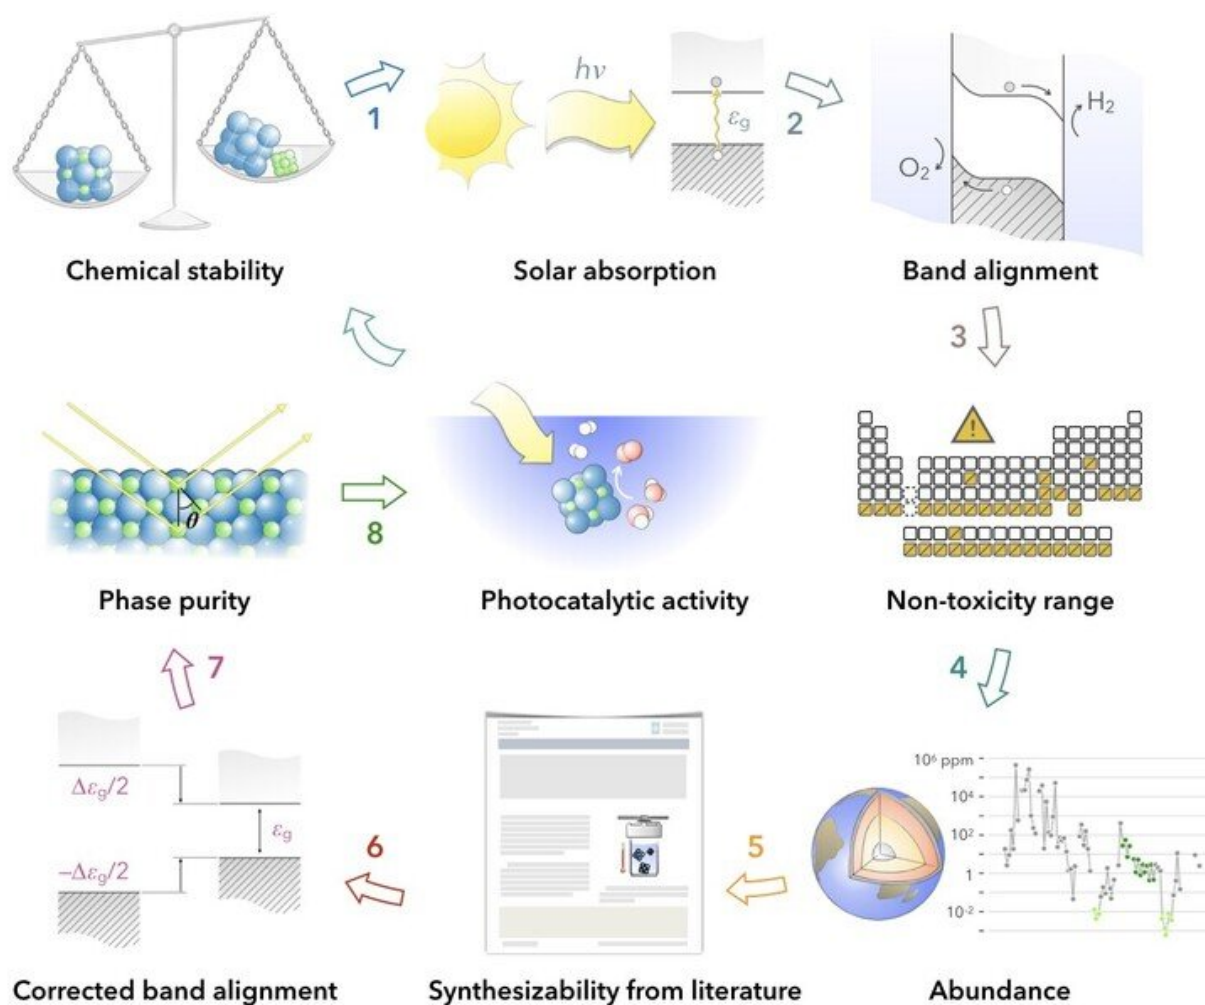 1
hν
εg
2
H₂
O₂
Chemical stability
Solar absorption
Band alignment
3
!
θ
8
Phase purity
Photocatalytic activity
Non-toxicity range
7
4
Δεg/2
εg
−Δεg/2
6
5
10⁶ ppm
10⁴
10²
1
10⁻²
Corrected band alignment
Synthesizability from literature
Abundance